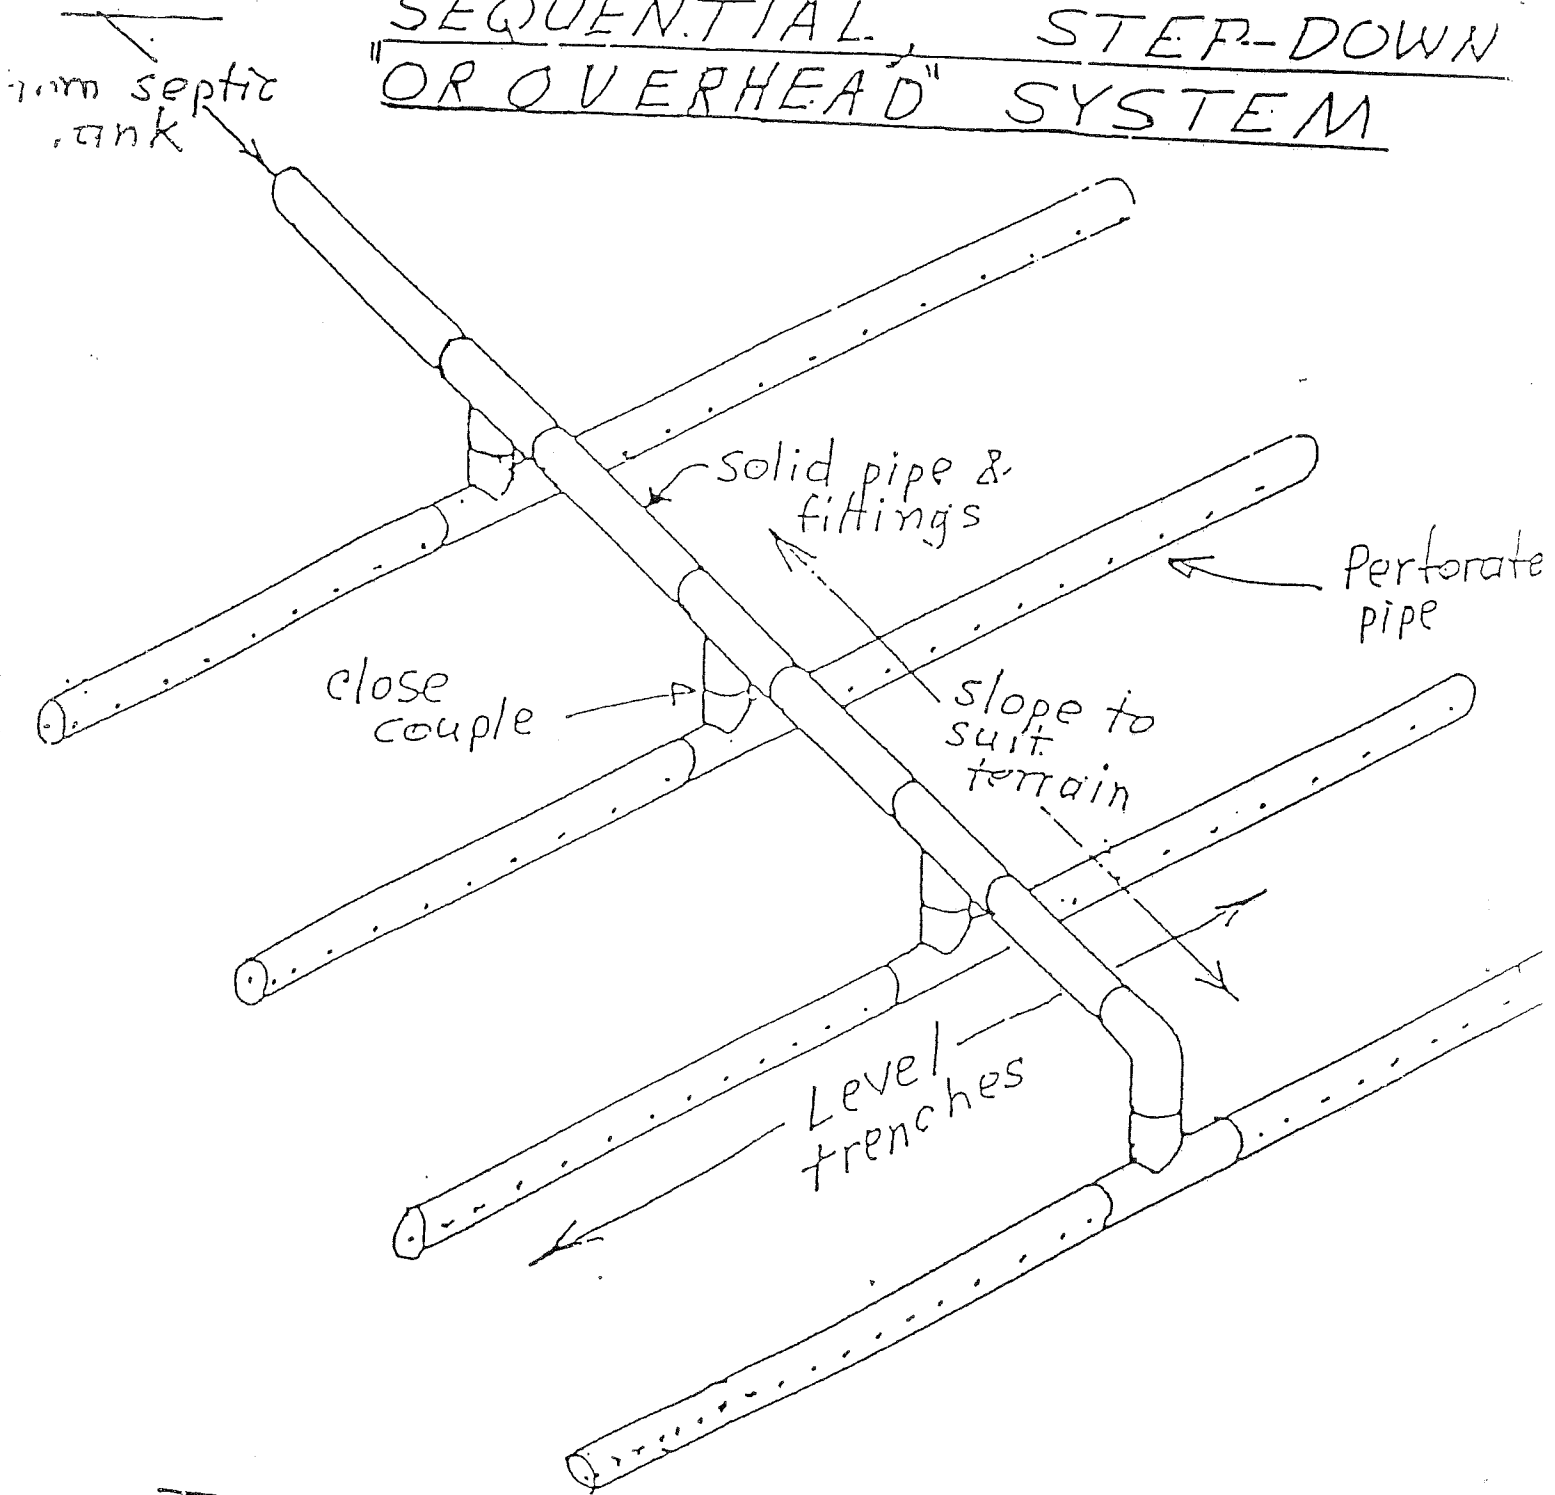 SEQUENTIAL, STEP-DOWN
"OR OVERHEAD" SYSTEM
septic
solid pipe &
fittings
pipe
close
couple
slope to
suit
terrain
Level
trenches